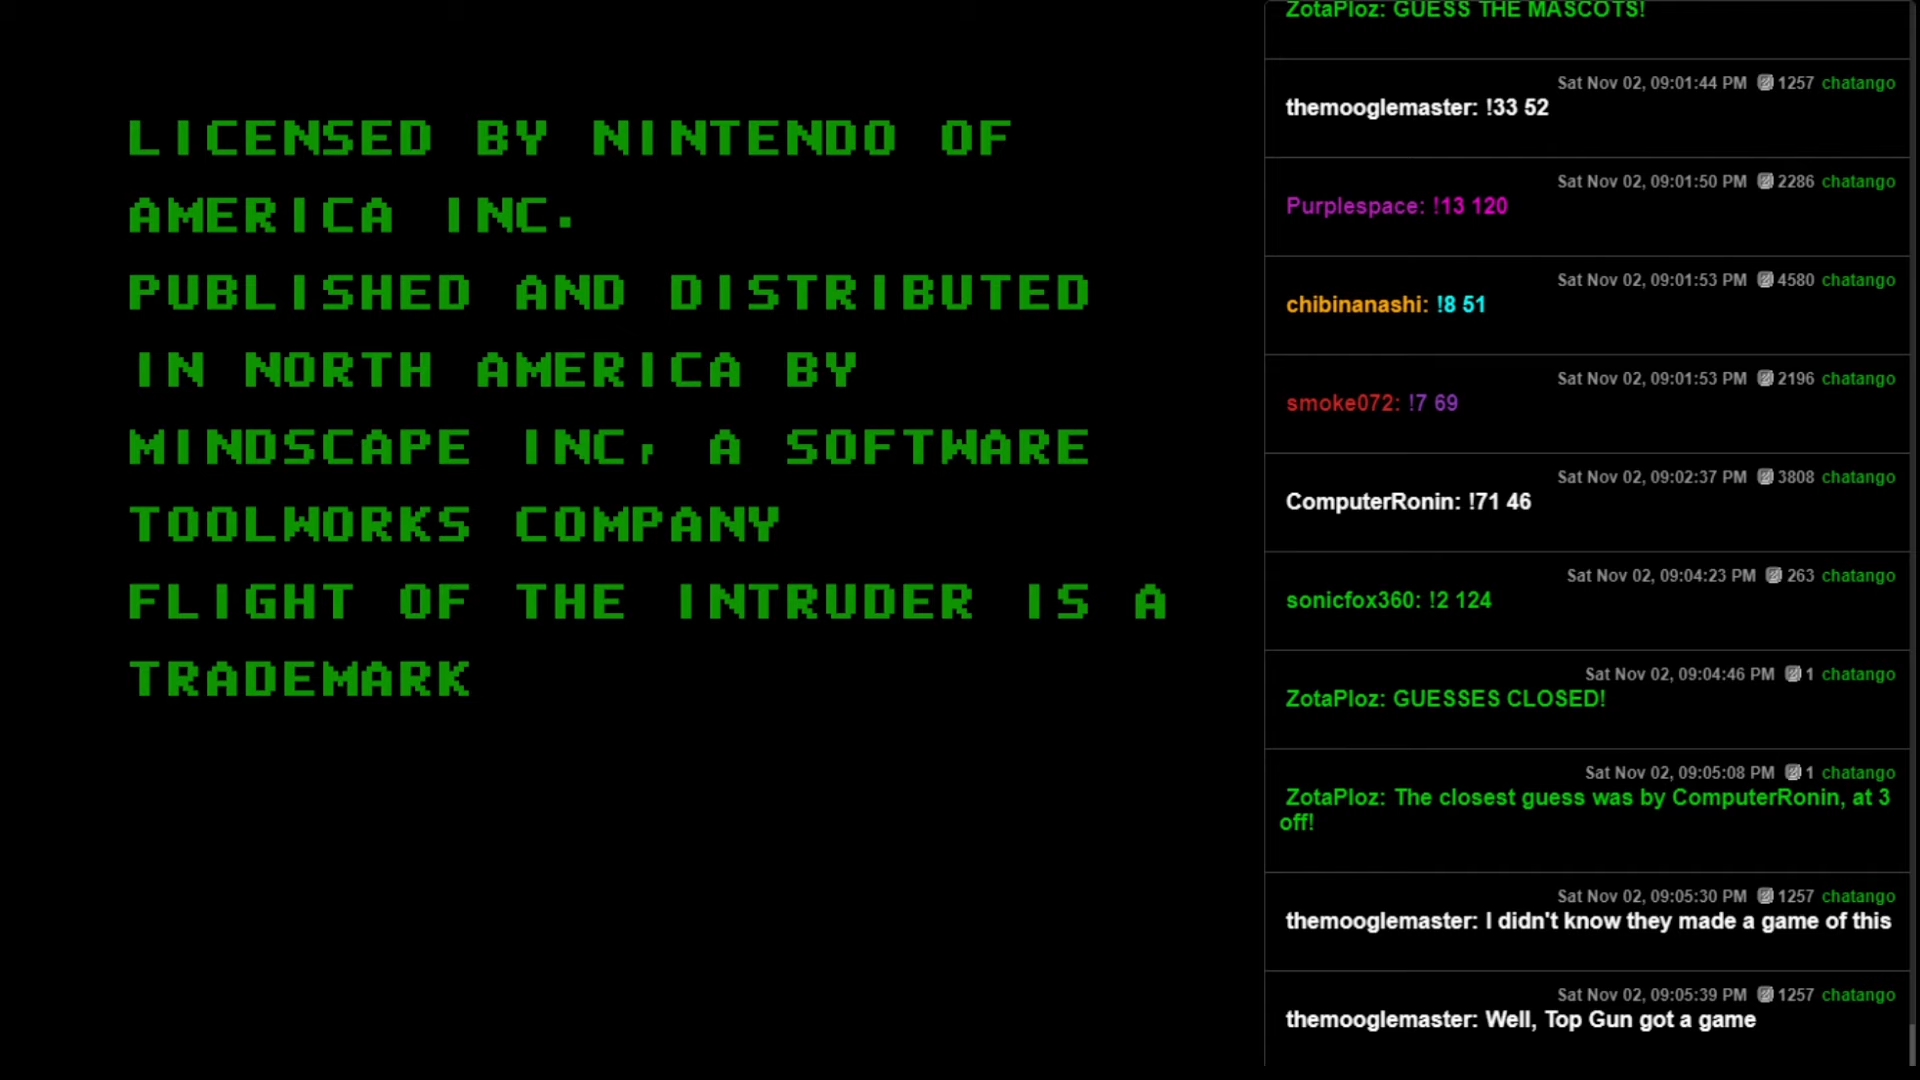 LICENSED BY NINTENDO OF
AMERICA INC.
PUBLISHED AND DISTRIBUTED
IN NORTH AMERICA BY
MINDSCAPE INC, A SOFTWARE
TOOLWORKS COMPANY
FLIGHT OF THE INTRUDER IS A
TRADEMARK
ZotaPloz: GUESS THE MASCOTS!
Sat Nov 02, 09:01:44 PM 1257 chatango
themooglemaster: !33 52
Sat Nov 02, 09:01:50 PM 2286 chatango
Purplespace: !13 120
Sat Nov 02, 09:01:53 PM 4580 chatango
chibinanashi: !8 51
Sat Nov 02, 09:01:53 PM 2196 chatango
smoke072: !7 69
Sat Nov 02, 09:02:37 PM 3808 chatango
ComputerRonin: !71 46
Sat Nov 02, 09:04:23 PM 263 chatango
sonicfox360: !2 124
Sat Nov 02, 09:04:46 PM 1 chatango
ZotaPloz: GUESSES CLOSED!
Sat Nov 02, 09:05:08 PM 1 chatango
ZotaPloz: The closest guess was by ComputerRonin, at 3
off!
Sat Nov 02, 09:05:30 PM 1257 chatango
themooglemaster: I didn't know they made a game of this
Sat Nov 02, 09:05:39 PM 1257 chatango
themooglemaster: Well, Top Gun got a game